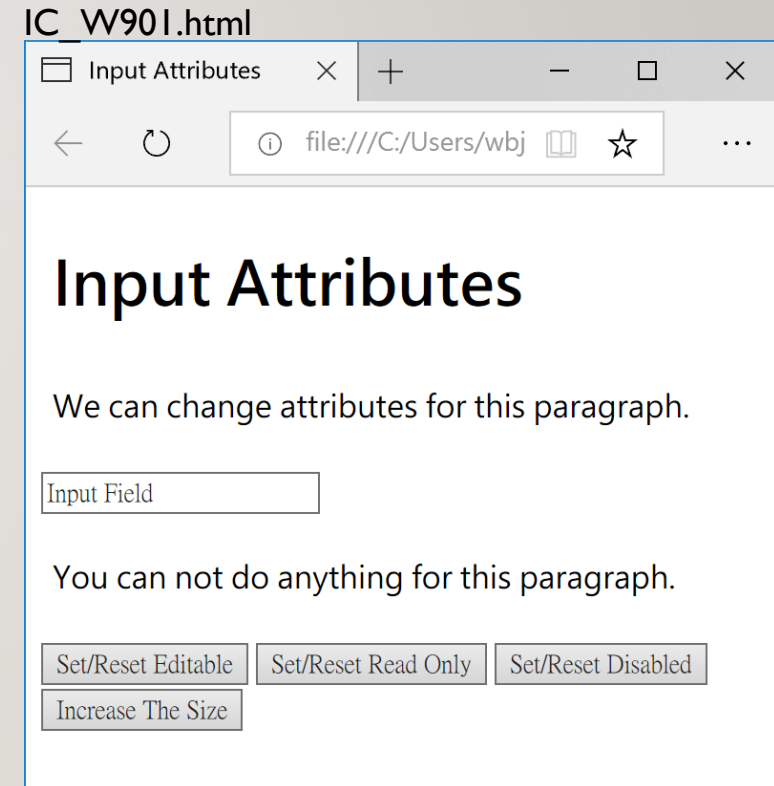 IC_W901.html
Input Attributes
file:///C:/Users/wbj
Input Attributes
We can change attributes for this paragraph.
Input Field
You can not do anything for this paragraph.
Set/Reset Editable Set/Reset Read Only Set/Reset Disabled
Increase The Size